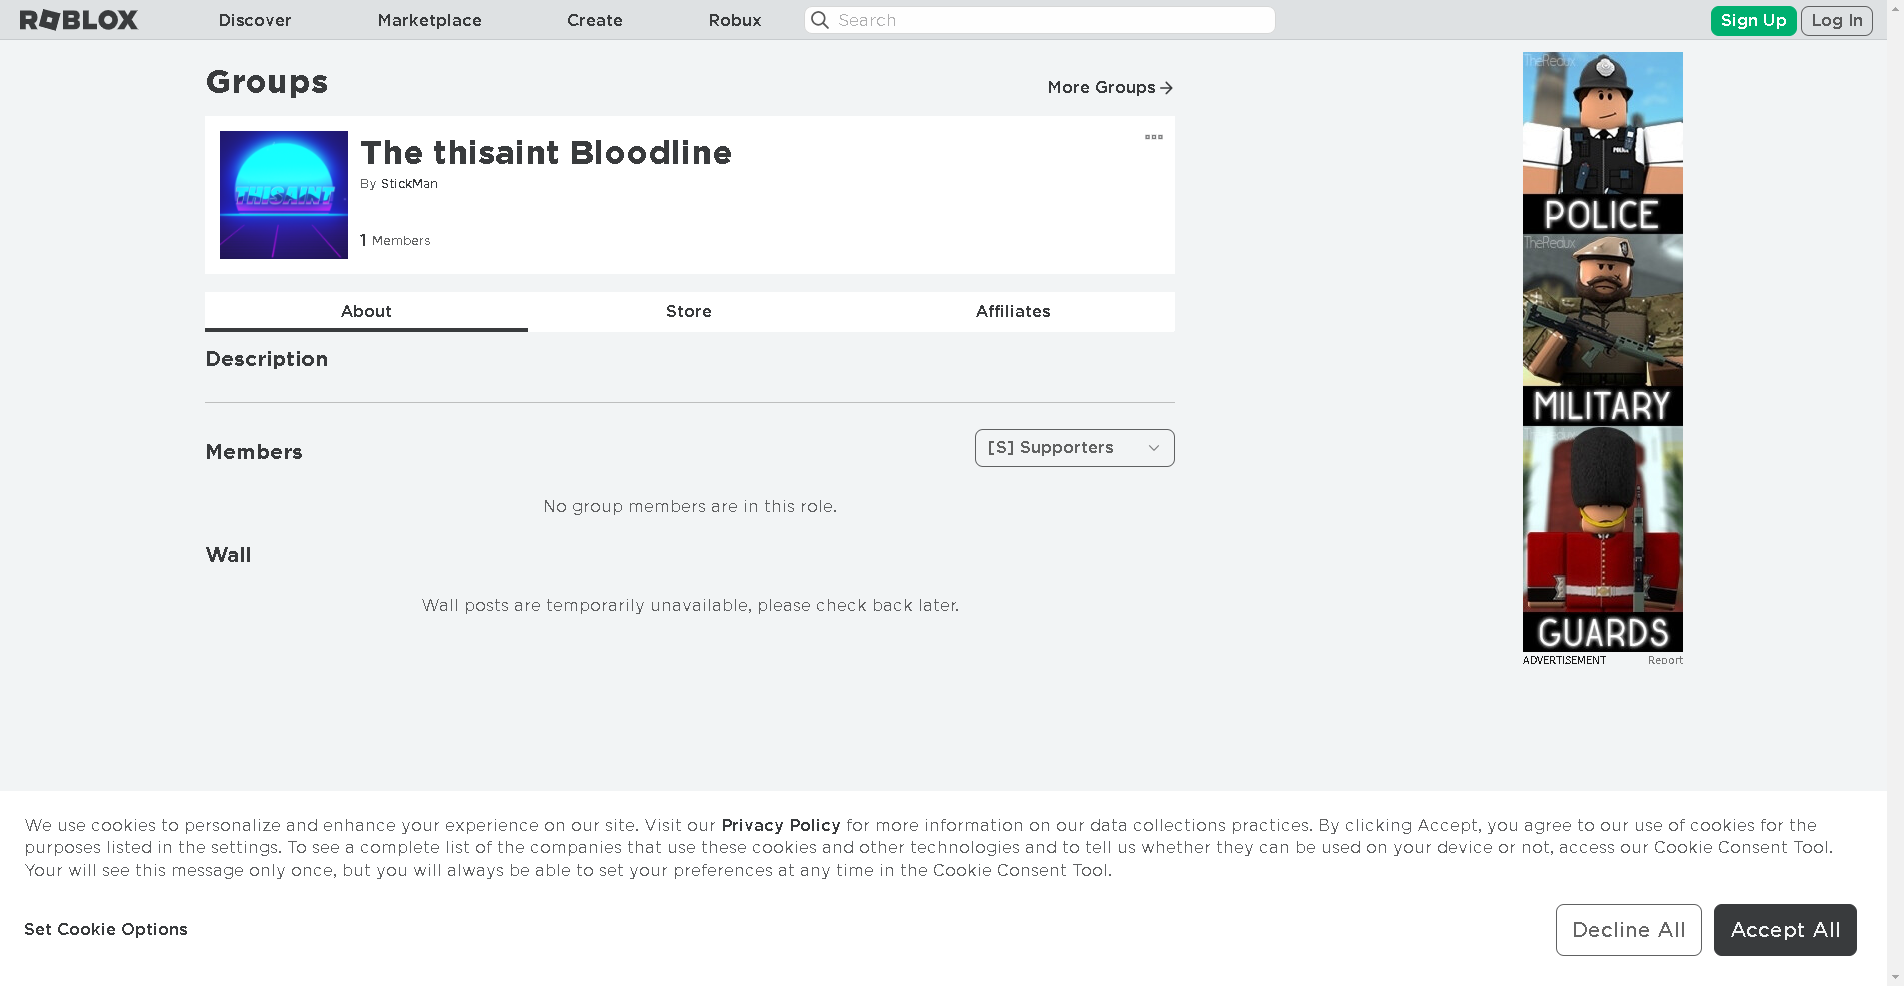 ROBLOX
Discover
Marketplace
Create
Robux
Search
Sign Up
Log In
Groups
More Groups
THISAINT
The thisaint Bloodline
By StickMan
1 Members
About
Store
Affiliates
Description
Members
[S] Supporters
No group members are in this role.
Wall
Wall posts are temporarily unavailable, please check back later.
TheRedux
POLICE
POLICE
TheRedux
MILITARY
TheRedux
GUARDS
ADVERTISEMENT
Report
We use cookies to personalize and enhance your experience on our site. Visit our Privacy Policy for more information on our data collections practices. By clicking Accept, you agree to our use of cookies for the
purposes listed in the settings. To see a complete list of the companies that use these cookies and other technologies and to tell us whether they can be used on your device or not, access our Cookie Consent Tool.
Your will see this message only once, but you will always be able to set your preferences at any time in the Cookie Consent Tool.
Set Cookie Options
Decline All
Accept All